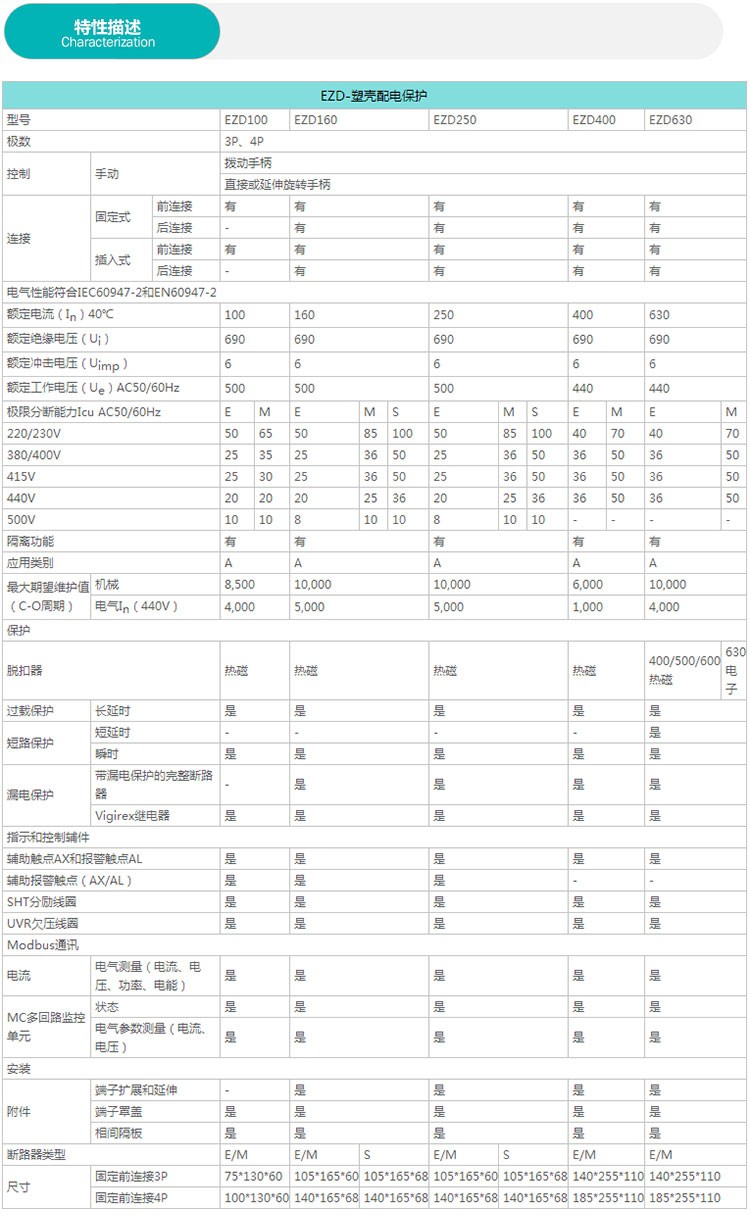 特性描述
Characterization
EZD-塑壳配电保护
型号 EZD100 EZD160 EZD250 EZD400 EZD630
极数 3P、4P
控制 手动 拨动手柄
直接或延伸旋转手柄
连接 固定式 前连接 有 有 有 有 有
后连接 - 有 有 有 有
插入式 前连接 有 有 有 有 有
后连接 - 有 有 有 有
电气性能符合IEC60947-2和EN60947-2
额定电流（In）40℃ 100 160 250 400 630
额定绝缘电压（Ui） 690 690 690 690 690
额定冲击电压（Uimp） 6 6 6 6 6
额定工作电压（Ue）AC50/60Hz 500 500 500 440 440
极限分断能力Icu AC50/60Hz E M E M S E M S E M E M
220/230V 50 65 50 85 100 50 85 100 40 70 40 70
380/400V 25 35 25 36 50 25 36 50 36 50 36 50
415V 25 30 25 36 50 25 36 50 36 50 36 50
440V 20 20 20 25 36 20 25 36 36 50 36 50
500V 10 10 8 10 10 8 10 10 - - - -
隔离功能 有 有 有 有 有
应用类别 A A A A A
最大期望维护值（C-O周期） 机械 8,500 10,000 10,000 6,000 10,000
电气In（440V） 4,000 5,000 5,000 1,000 4,000
保护
脱扣器 热磁 热磁 热磁 热磁 400/500/600热磁 630电子
过载保护 长延时 是 是 是 是 是
短路保护 短延时 - - - - 是
瞬时 是 是 是 是 是
漏电保护 带漏电保护的完整断路器 - 是 是 是 是
Vigirex继电器 是 是 是 是 是
指示和控制辅件
辅助触点AX和报警触点AL 是 是 是 是 是
辅助报警触点（AX/AL） 是 是 是 - -
SHT分励线圈 是 是 是 是 是
UVR欠压线圈 是 是 是 是 是
Modbus通讯
电流 电气测量（电流、电压、功率、电能） 是 是 是 是 是
MC多回路监控单元 状态 是 是 是 是 是
电气参数测量（电流、电压） 是 是 是 是 是
安装
附件 端子扩展和延伸 - 是 是 是 是
端子罩盖 是 是 是 是 是
相间隔板 是 是 是 是 是
断路器类型 E/M E/M S E/M S E/M E/M
尺寸 固定前连接3P 75*130*60 105*165*60 105*165*68 105*165*60 105*165*68 140*255*110 140*255*110
固定前连接4P 100*130*60 140*165*68 140*165*68 140*165*68 140*165*68 185*255*110 185*255*110